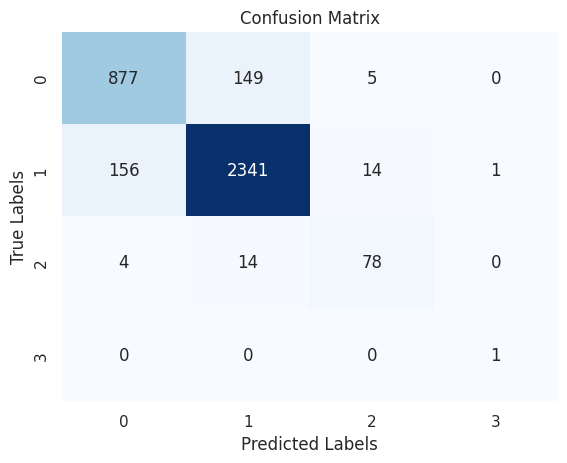 Confusion Matrix
True Labels
0 877 149 5 0
1 156 2341 14 1
2 4 14 78 0
3 0 0 0 1
0 1 2 3
Predicted Labels